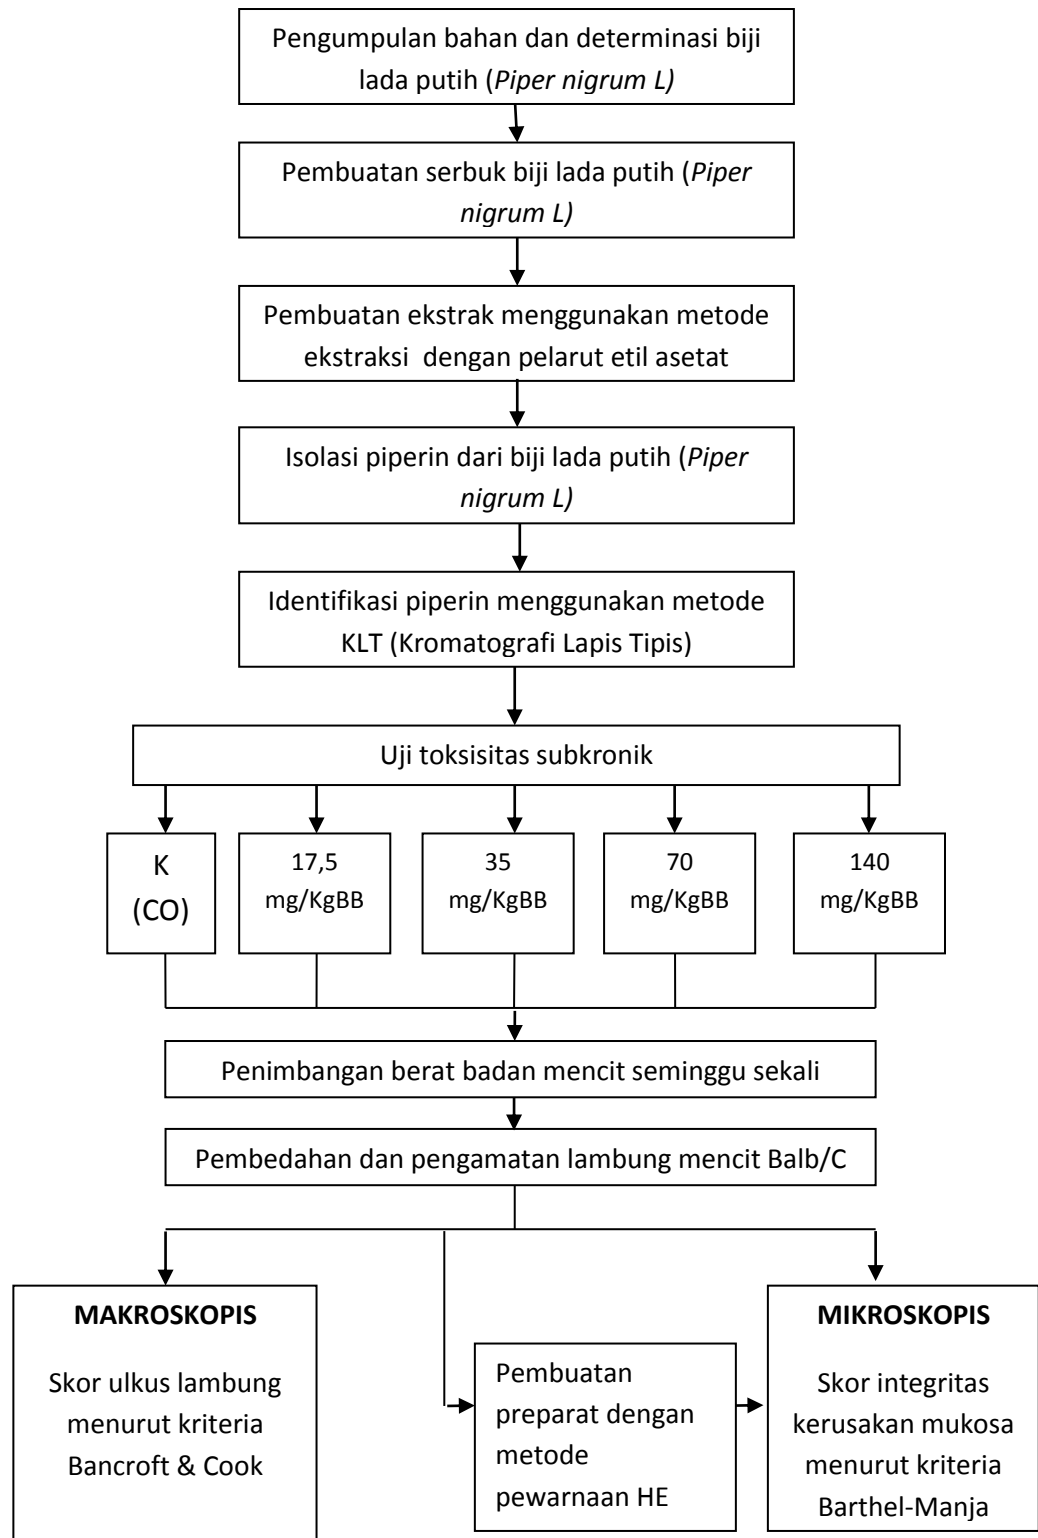 Pengumpulan bahan dan determinasi biji
lada putih (Piper nigrum L)
Pembuatan serbuk biji lada putih (Piper
nigrum L)
Pembuatan ekstrak menggunakan metode
ekstraksi dengan pelarut etil asetat
Isolasi piperin dari biji lada putih (Piper
nigrum L)
Identifikasi piperin menggunakan metode
KLT (Kromatografi Lapis Tipis)
Uji toksisitas subkronik
K
(CO)
17,5
mg/KgBB
35
mg/KgBB
70
mg/KgBB
140
mg/KgBB
Penimbangan berat badan mencit seminggu sekali
Pembedahan dan pengamatan lambung mencit Balb/C
MAKROSKOPIS
Skor ulkus lambung
menurut kriteria
Bancroft & Cook
Pembuatan
preparat dengan
metode
pewarnaan HE
MIKROSKOPIS
Skor integritas
kerusakan mukosa
menurut kriteria
Barthel-Manja